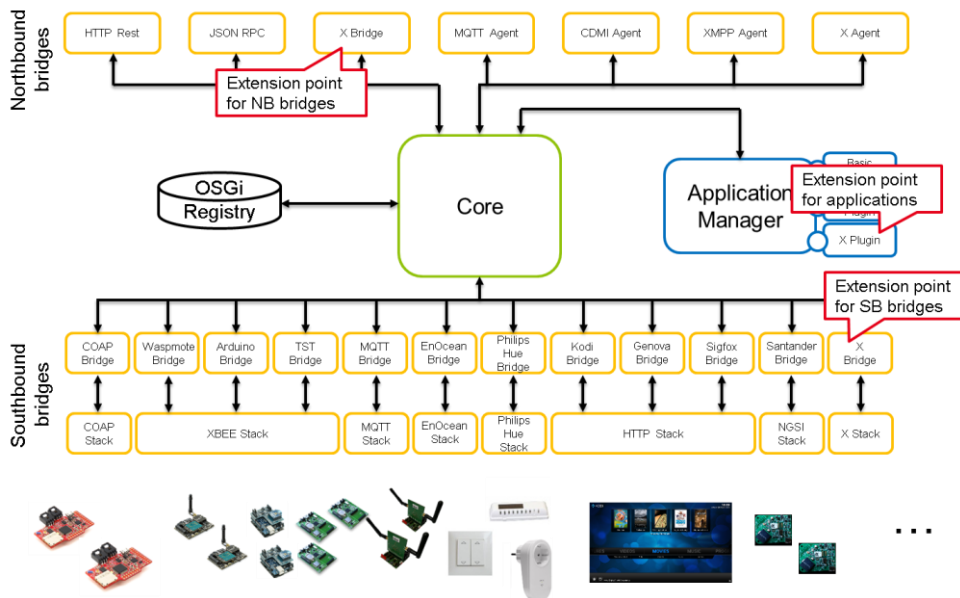 Northbound
bridges
HTTP Rest
JSON RPC
X Bridge
MQTT Agent
CDMI Agent
XMPP Agent
X Agent
Extension point
for NB bridges
OSGi
Registry
Core
Application
Manager
Basic
Extension point
for applications
Plugin
X Plugin
Extension point
for SB bridges
Southbound
bridges
COAP
Bridge
Waspmote
Bridge
Arduino
Bridge
TST
Bridge
MQTT
Bridge
EnOcean
Bridge
Philips
Hue
Bridge
Kodi
Bridge
Genova
Bridge
Sigfox
Bridge
Santander
Bridge
X
Bridge
COAP
Stack
XBEE Stack
MQTT
Stack
EnOcean
Stack
Philips
Hue
Stack
HTTP Stack
NGSI
Stack
X Stack
MOVIES
...